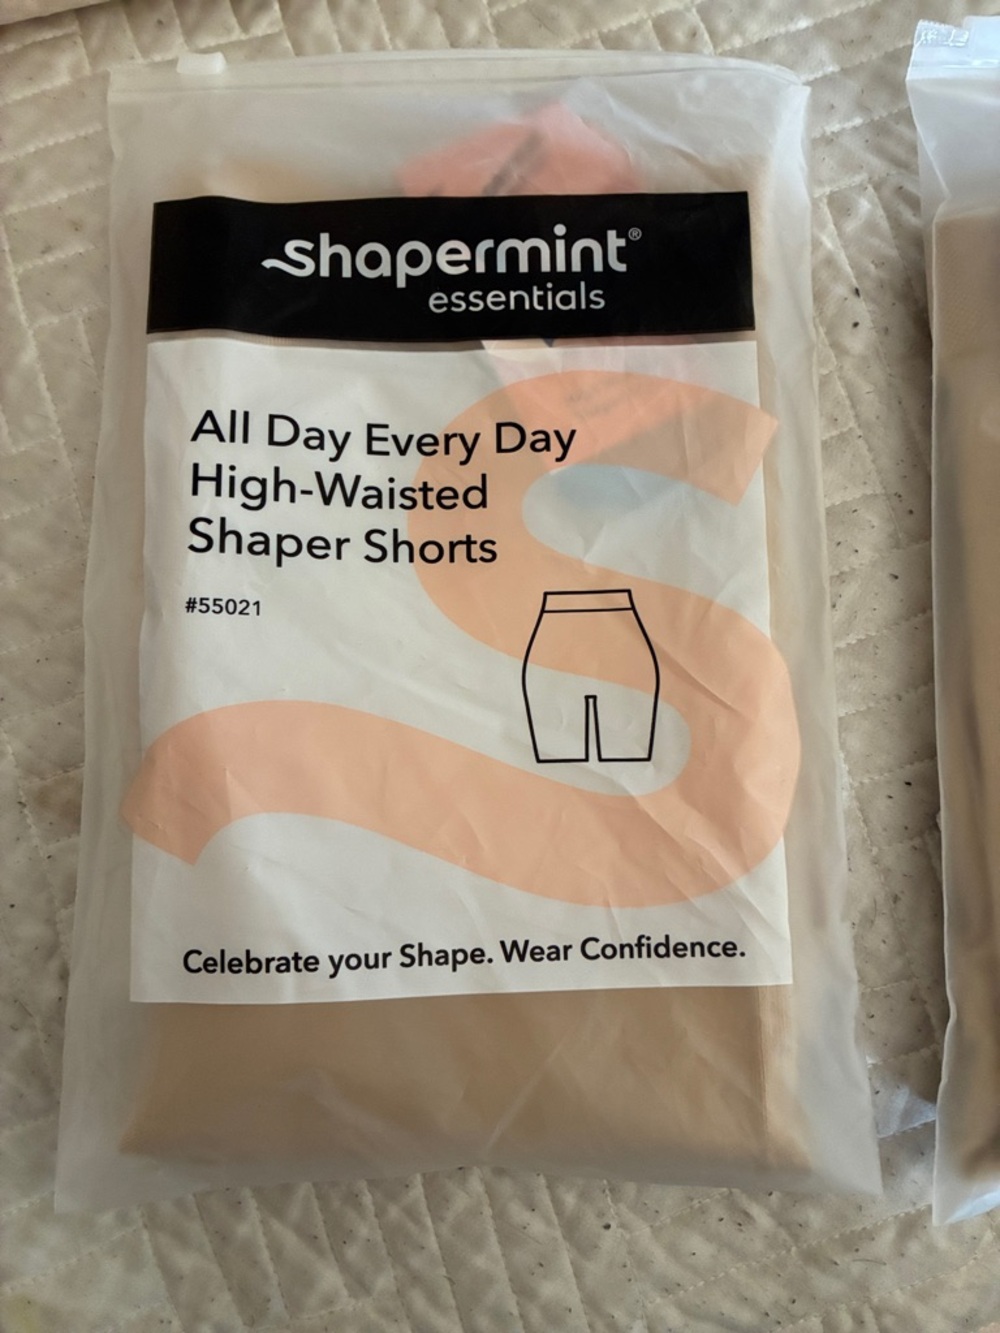 shapermint®
essentials
All Day Every Day
High-Waisted
Shaper Shorts
#55021
Celebrate your Shape. Wear Confidence.